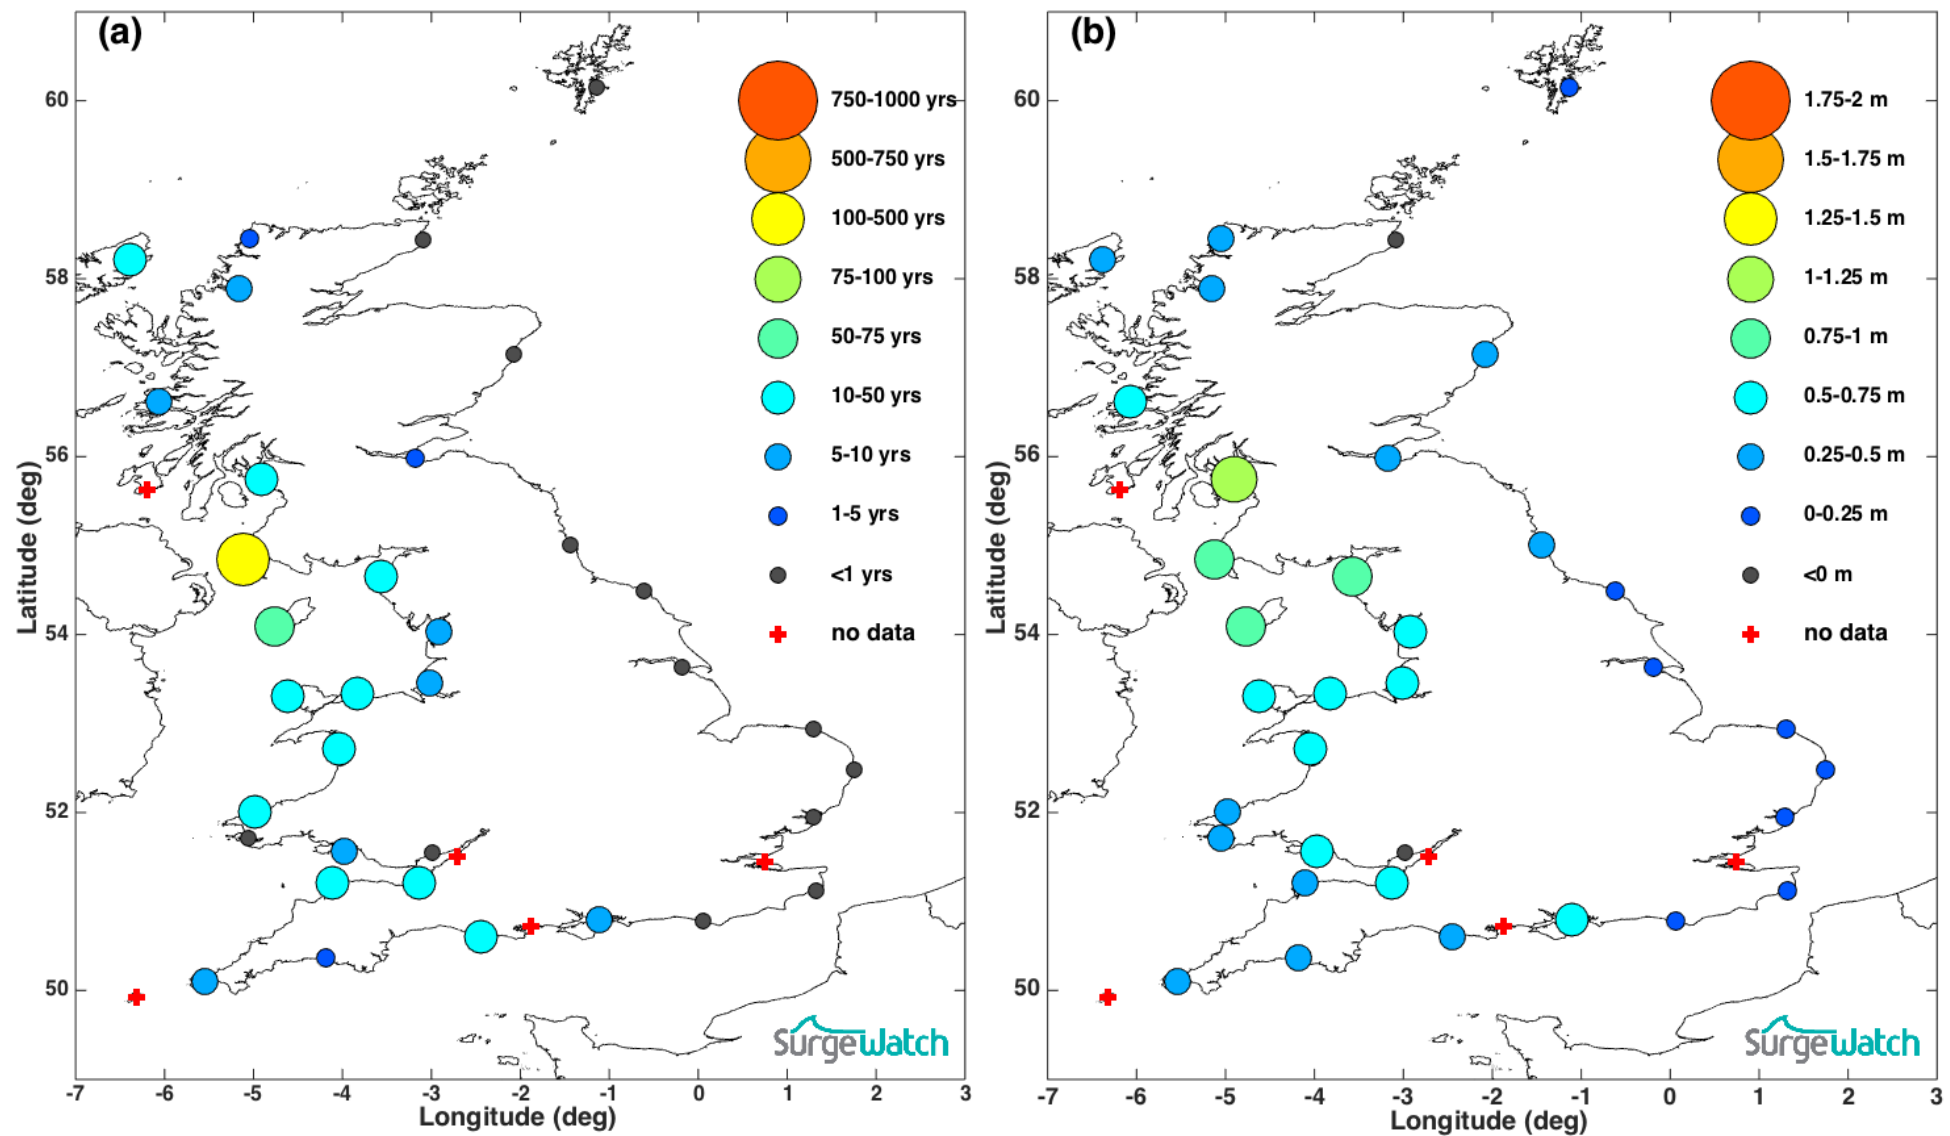 (a)
60
58
56
54
52
50
Latitude (deg)
750-1000 yrs
500-750 yrs
100-500 yrs
75-100 yrs
50-75 yrs
10-50 yrs
5-10 yrs
1-5 yrs
<1 yrs
no data
SurgeWatch
-7 -6 -5 -4 -3 -2 -1 0 1 2 3
Longitude (deg)
(b)
60
58
56
54
52
50
Latitude (deg)
1.75-2 m
1.5-1.75 m
1.25-1.5 m
1-1.25 m
0.75-1 m
0.5-0.75 m
0.25-0.5 m
0-0.25 m
<0 m
no data
SurgeWatch
-7 -6 -5 -4 -3 -2 -1 0 1 2 3
Longitude (deg)